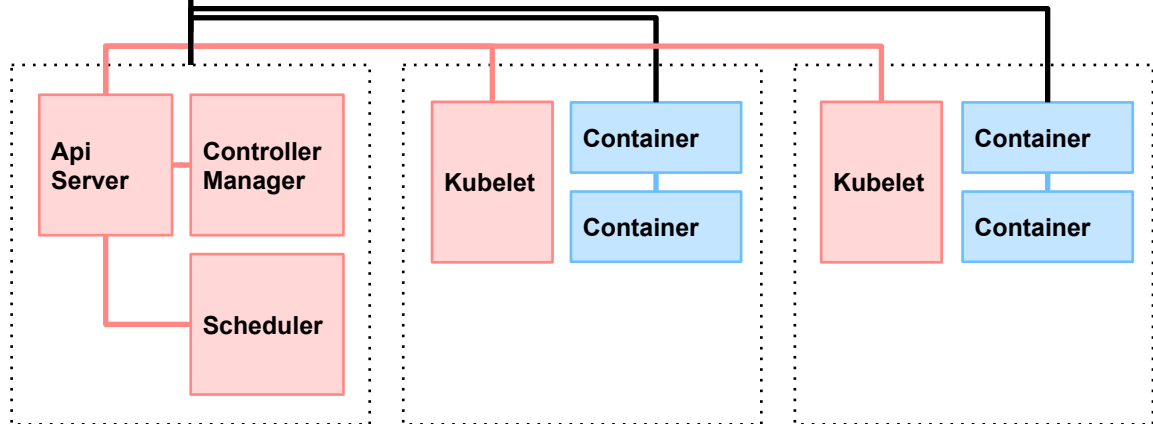 Api
Server
Controller
Manager
Scheduler
Kubelet
Container
Container
Kubelet
Container
Container